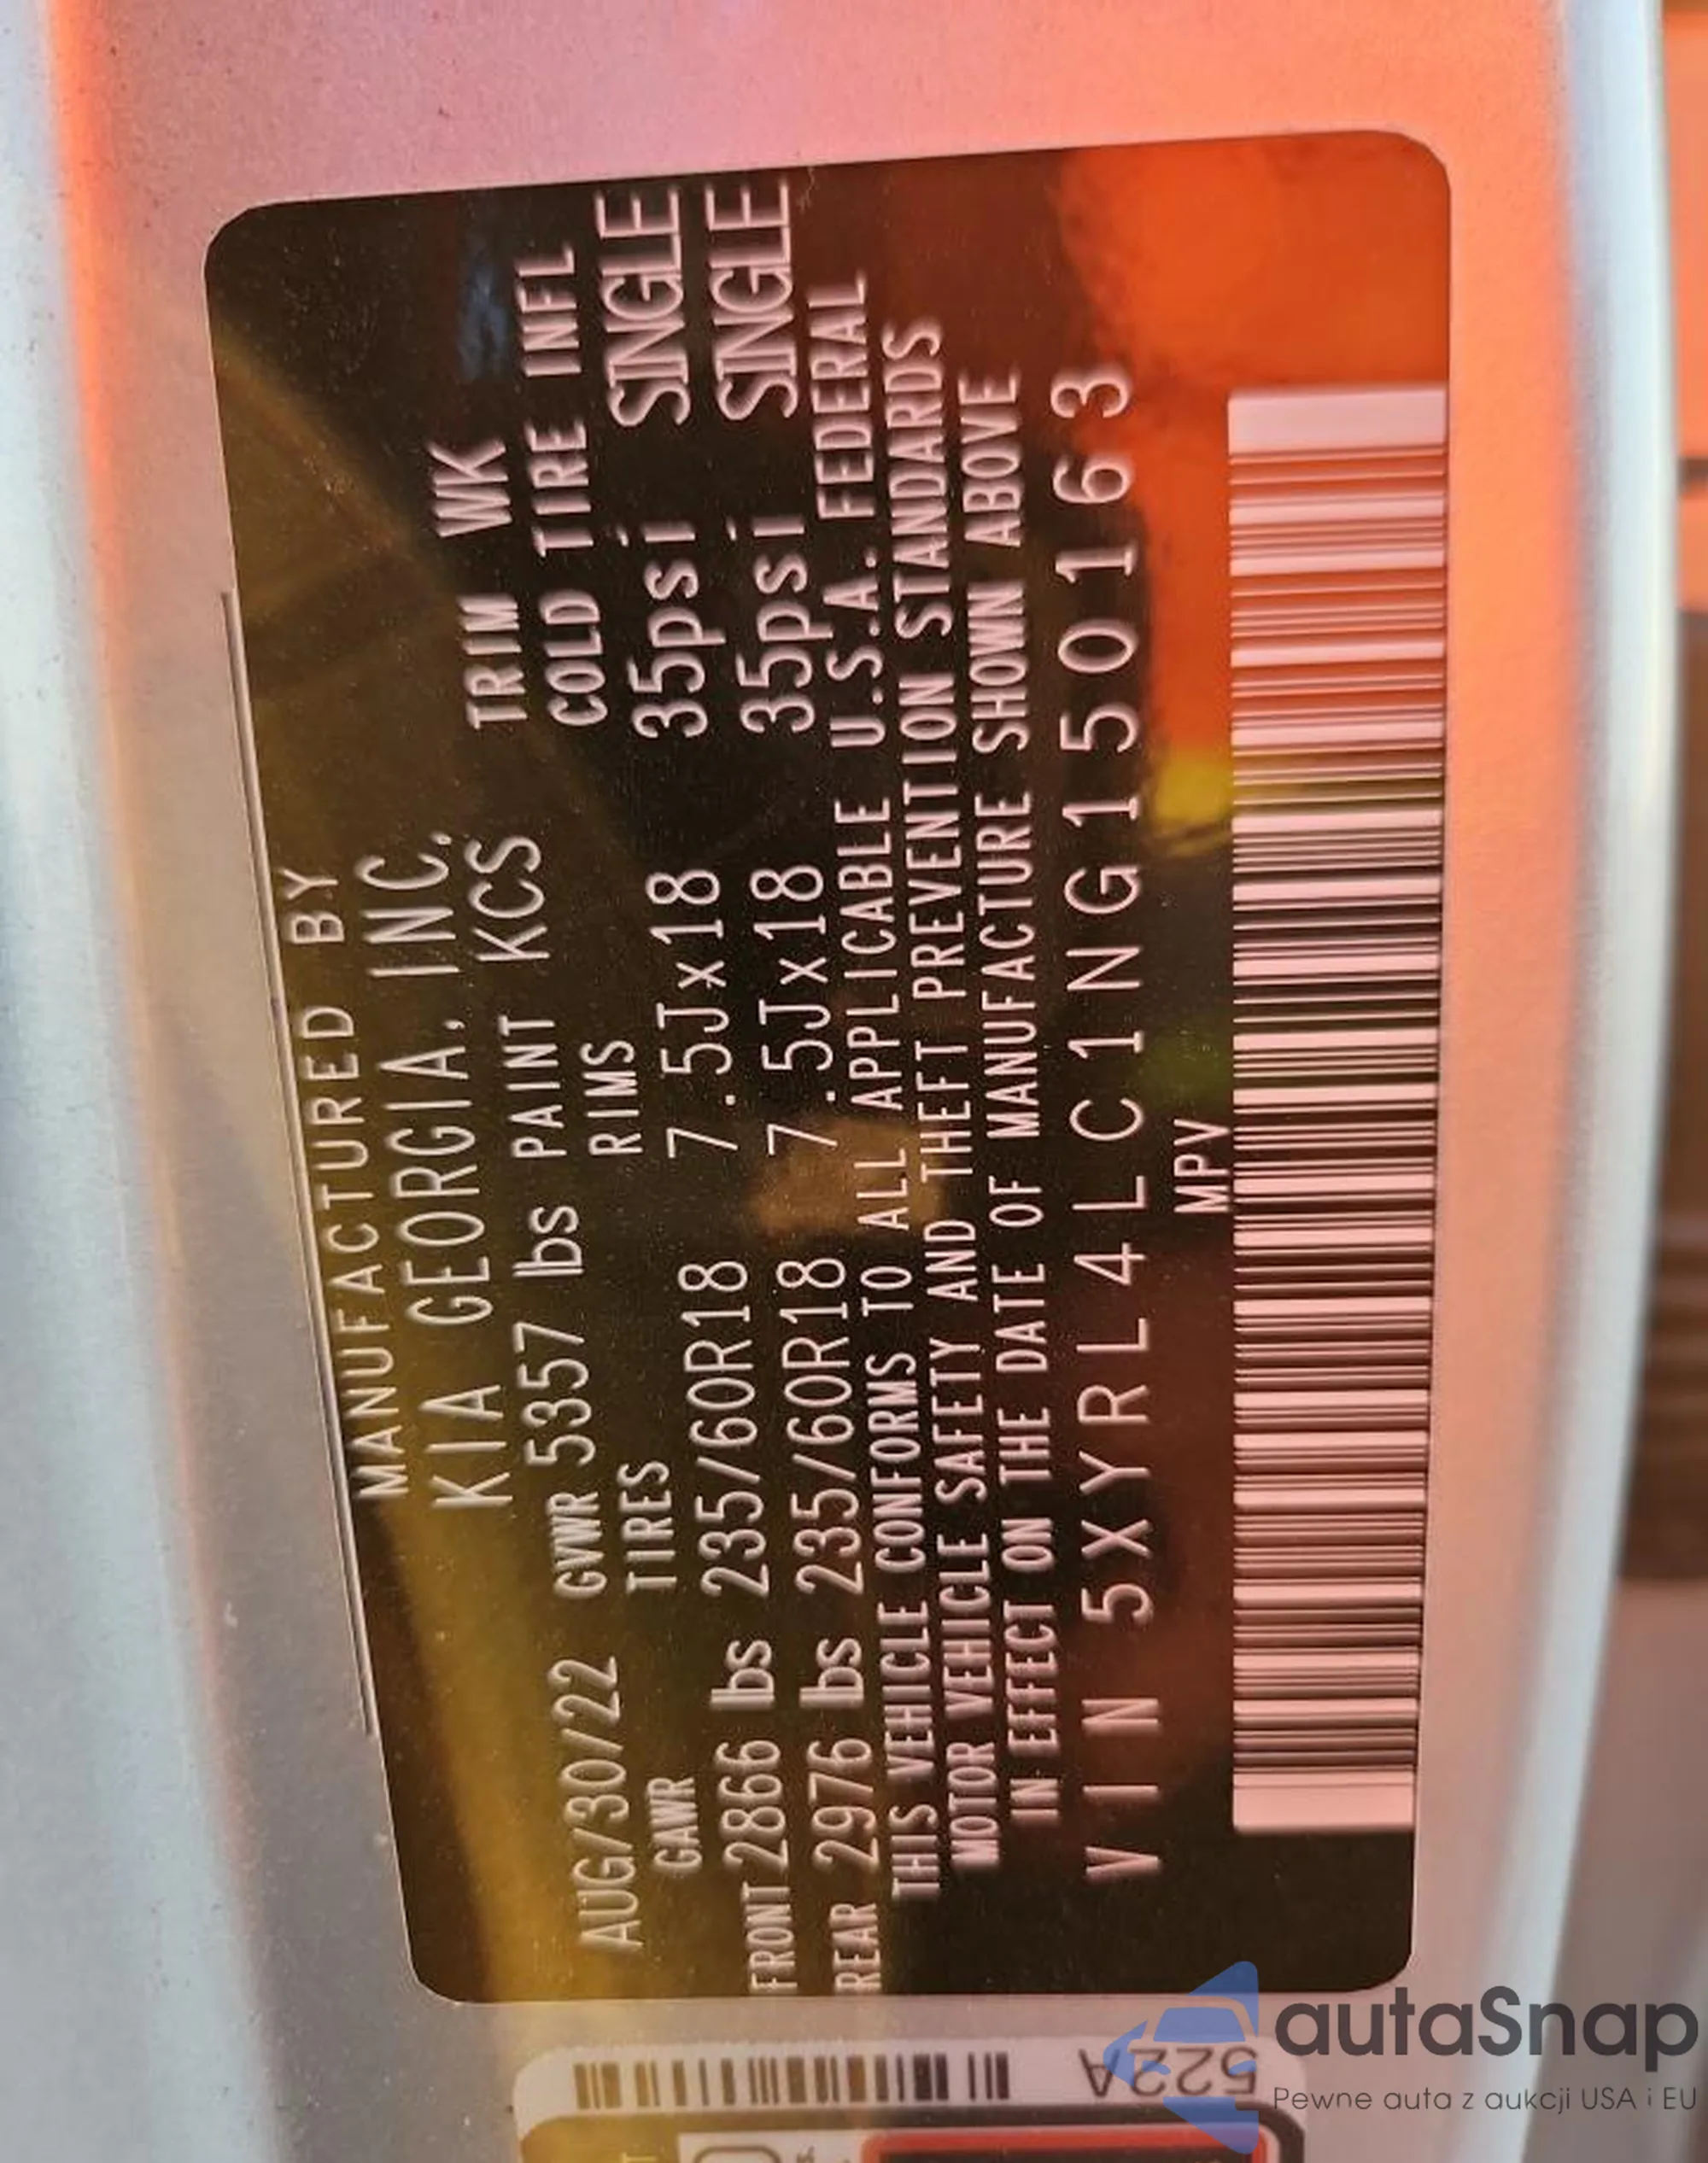 MANUFACTURED BY
KIA GEORGIA, INC.
AUG/30/22 GVWR 5357 lbs PAINT KCS TRIM WK
GAWR TIRES RIMS COLD TIRE INFL
FRONT 2866 lbs 235/60R18 7.5Jx18 35psi SINGLE
REAR 2976 lbs 235/60R18 7.5Jx18 35psi SINGLE
THIS VEHICLE CONFORMS TO ALL APPLICABLE U.S.A. FEDERAL
MOTOR VEHICLE SAFETY AND THEFT PREVENTION STANDARDS
IN EFFECT ON THE DATE OF MANUFACTURE SHOWN ABOVE
VIN 5XYRL4LC1NG150163
MPV
522A
autaSnap
Pewne auta z aukcji USA i EU